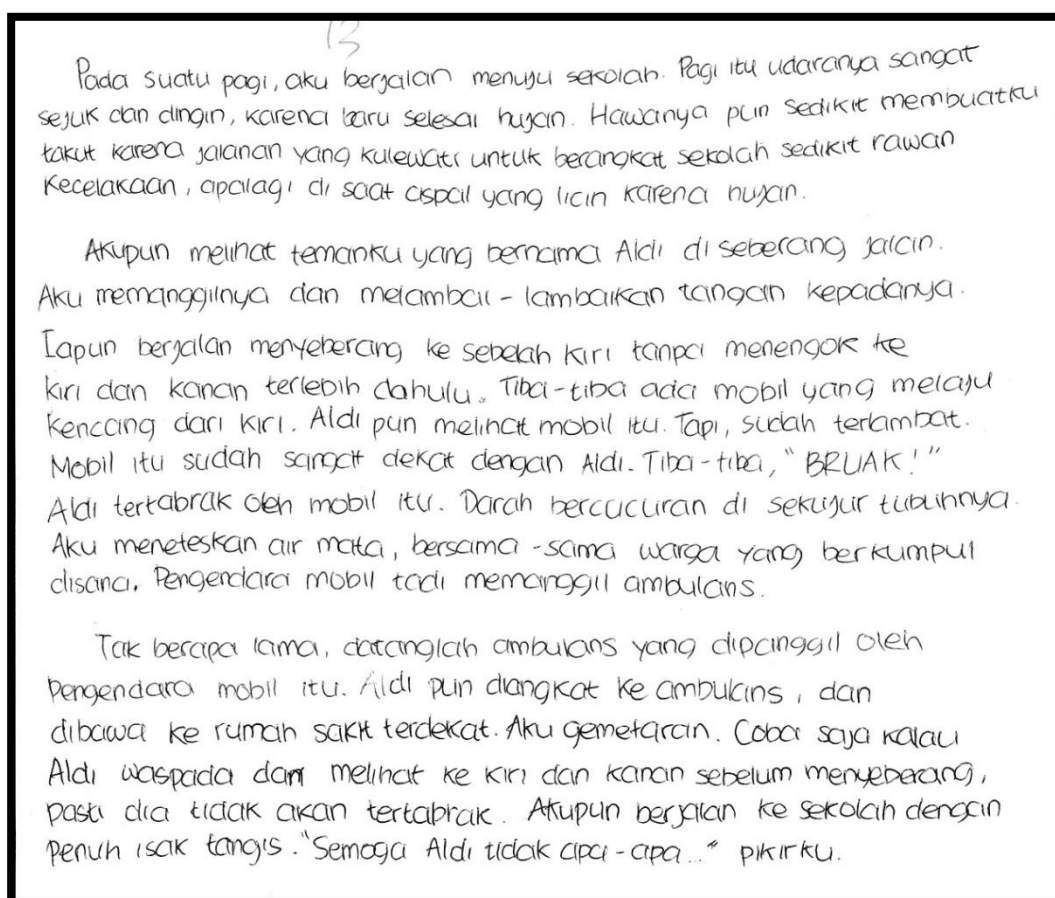 13
Pada suatu pagi, aku berjalan menuju sekolah. Pagi itu udaranya sangat
sejuk dan dingin, karena baru selesai hujan. Hawanya pun sedikit membuatku
takut karena jalanan yang kulewati untuk berangkat sekolah sedikit rawan
Kecelakaan, apalagi di saat aspal yang licin karena hujan.
Akupun melihat temanku yang bernama Aldi di seberang jalan.
Aku memanggilnya dan melambai-lambaikan tangan kepadanya.
Iapun berjalan menyeberang ke sebelah kiri tanpa menengok ke
kiri dan kanan terlebih dahulu. Tiba-tiba ada mobil yang melaju
kencang dari kiri. Aldi pun melihat mobil itu. Tapi, sudah terlambat.
Mobil itu sudah sangat dekat dengan Aldi. Tiba-tiba, "BRUAK!"
Aldi tertabrak oleh mobil itu. Darah bercucuran di sekujur tubuhnya.
Aku meneteskan air mata, bersama-sama warga yang berkumpul
disana. Pengendara mobil tadi memanggil ambulans.
Tak berapa lama, datanglah ambulans yang dipanggil oleh
Pengendara mobil itu. Aldi pun diangkat ke ambulans, dan
dibawa ke rumah sakit terdekat. Aku gemetaran. Coba saja kalau
Aldi waspada dan melihat ke kiri dan kanan sebelum menyeberang,
pasti dia tidak akan tertabrak. Akupun berjalan ke sekolah dengan
Penuh isak tangis. "Semoga Aldi tidak apa-apa..." pikirku.